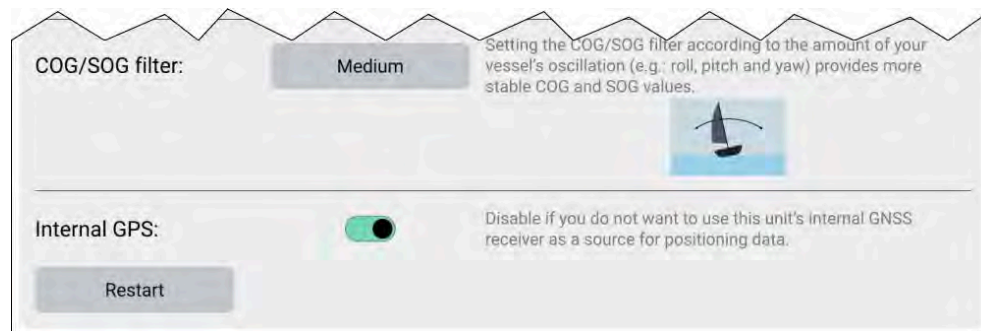 COG/SOG filter:
Medium
Setting the COG/SOG filter according to the amount of your
vessel's oscillation (e.g.: roll, pitch and yaw) provides more
stable COG and SOG values.
Internal GPS:
Disable if you do not want to use this unit's internal GNSS
receiver as a source for positioning data.
Restart